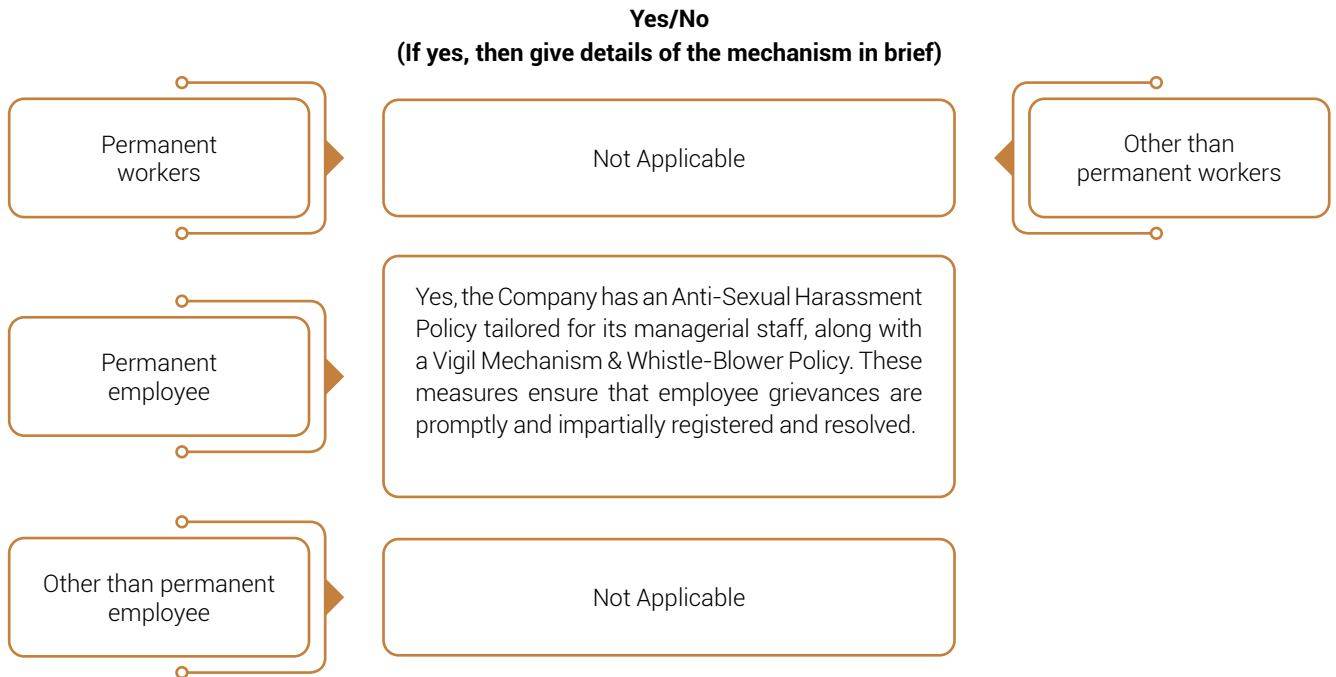 Yes/No
(If yes, then give details of the mechanism in brief)
Permanent
workers
Not Applicable
Other than
permanent workers
Permanent
employee
Yes, the Company has an Anti-Sexual Harassment
Policy tailored for its managerial staff, along with
a Vigil Mechanism & Whistle-Blower Policy. These
measures ensure that employee grievances are
promptly and impartially registered and resolved.
Other than permanent
employee
Not Applicable